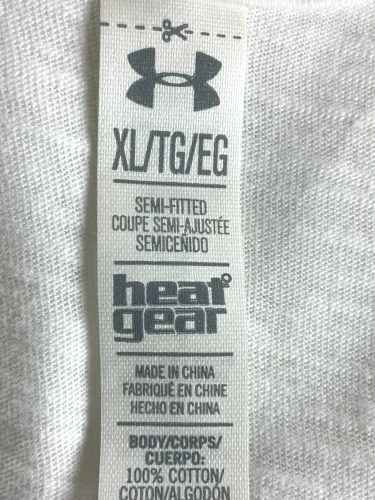 XL/TG/EG
SEMI-FITTED
COUPE SEMI-AJUSTÉE
SEMICEÑIDO
heat
gear
MADE IN CHINA
FABRIQUÉ EN CHINE
HECHO EN CHINA
BODY/CORPS/
CUERPO:
100% COTTON/
COTON/ALGODÓN